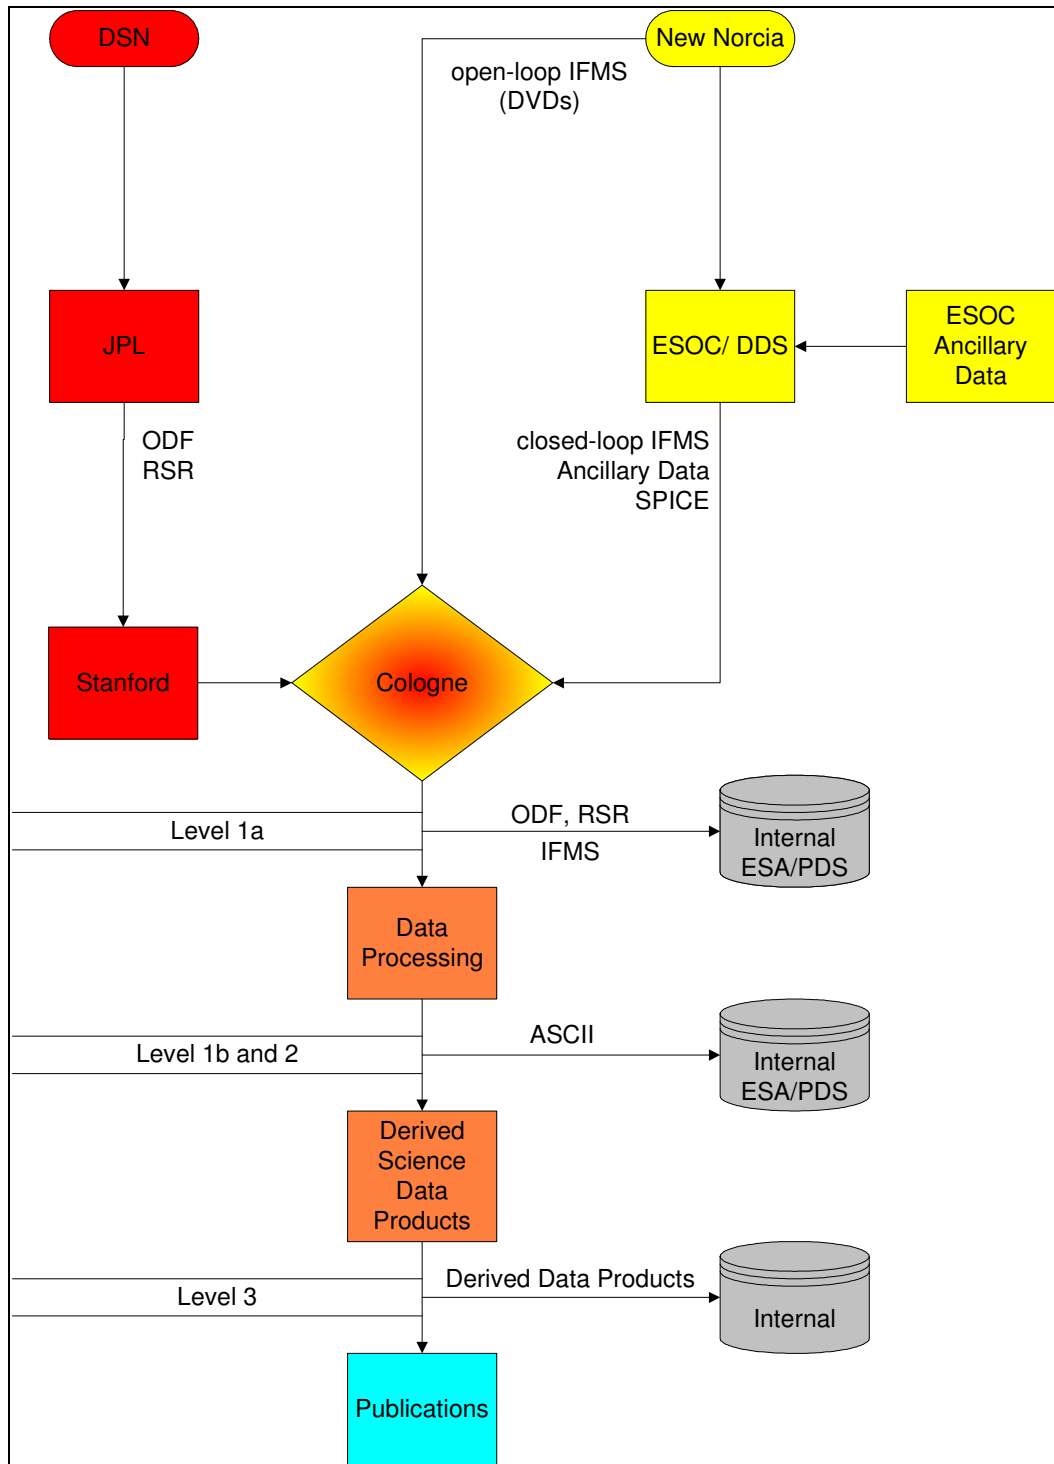 DSN
New Norcia
open-loop IFMS
(DVDs)
JPL
ESOC/ DDS
ESOC
Ancillary
Data
ODF
RSR
closed-loop IFMS
Ancillary Data
SPICE
Stanford
Cologne
Level 1a
ODF, RSR
IFMS
Internal
ESA/PDS
Data
Processing
Level 1b and 2
ASCII
Internal
ESA/PDS
Derived
Science
Data
Products
Level 3
Derived Data Products
Internal
Publications